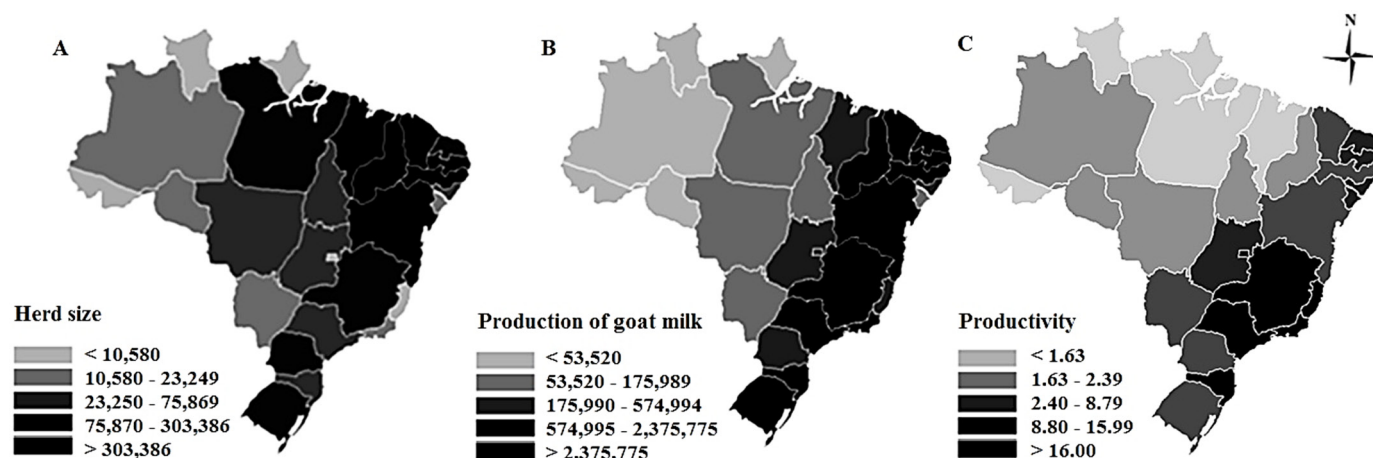 A
B
C
N
Herd size
< 10,580
10,580 - 23,249
23,250 - 75,869
75,870 - 303,386
> 303,386
Production of goat milk
< 53,520
53,520 - 175,989
175,990 - 574,994
574,995 - 2,375,775
> 2,375,775
Productivity
< 1.63
1.63 - 2.39
2.40 - 8.79
8.80 - 15.99
> 16.00